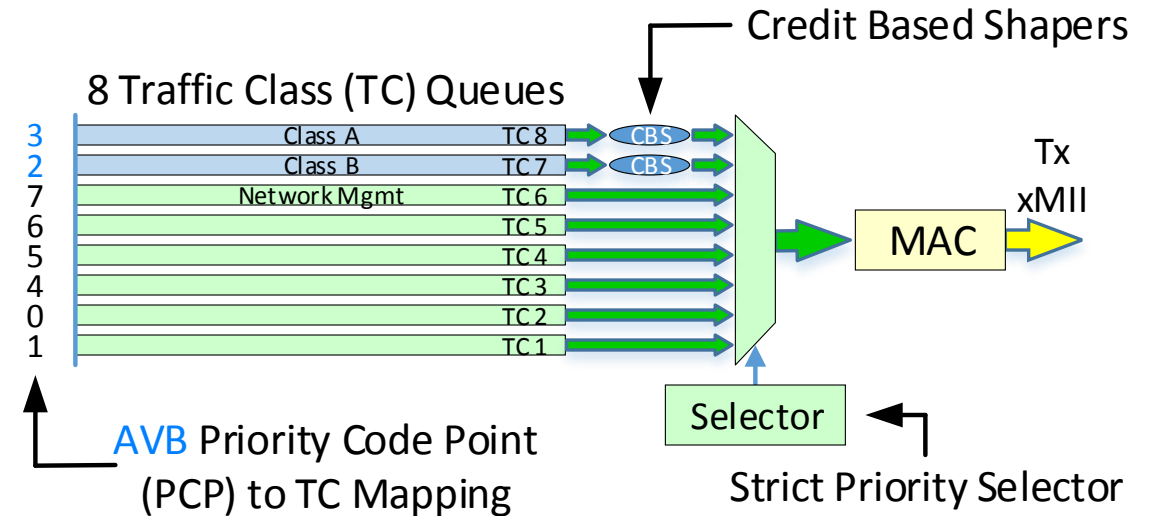 Credit Based Shapers
8 Traffic Class (TC) Queues
3 Class A TC 8 CBS
2 Class B TC 7 CBS
7 Network Mgmt TC 6
6 TC 5
5 TC 4
4 TC 3
0 TC 2
1 TC 1
Tx
xMII
MAC
Selector
AVB Priority Code Point
(PCP) to TC Mapping
Strict Priority Selector